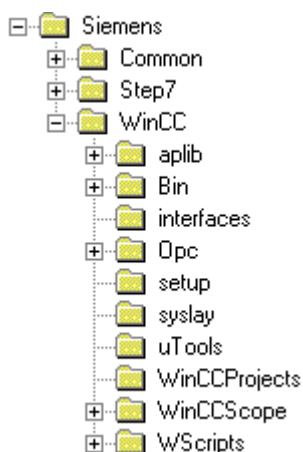 Siemens
Common
Step7
WinCC
aplib
Bin
interfaces
Opc
setup
syslay
uTools
WinCCProjects
WinCCScope
WScripts